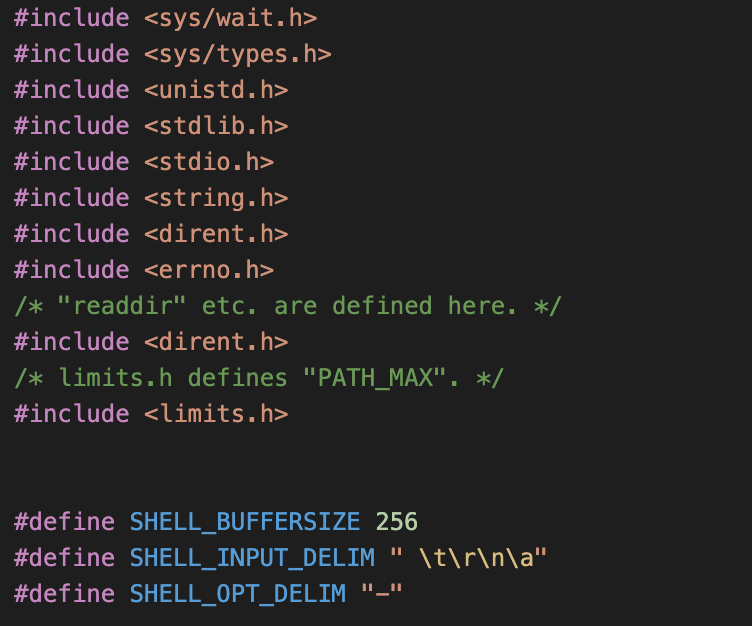 #include <sys/wait.h>
#include <sys/types.h>
#include <unistd.h>
#include <stdlib.h>
#include <stdio.h>
#include <string.h>
#include <dirent.h>
#include <errno.h>
/* "readdir" etc. are defined here. */
#include <dirent.h>
/* limits.h defines "PATH_MAX". */
#include <limits.h>
#define SHELL_BUFFERSIZE 256
#define SHELL_INPUT_DELIM " \t\r\n\a"
#define SHELL_OPT_DELIM "-"